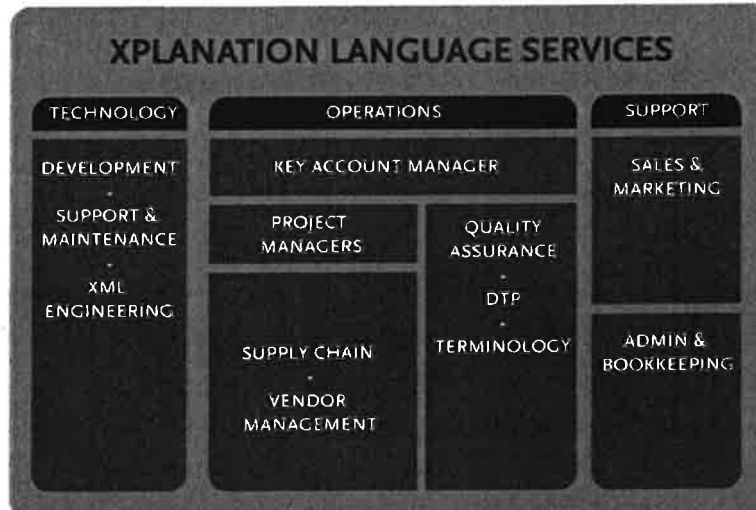 XPLANATION LANGUAGE SERVICES
TECHNOLOGY
DEVELOPMENT
-
SUPPORT &
MAINTENANCE
-
XML
ENGINEERING
OPERATIONS
KEY ACCOUNT MANAGER
PROJECT
MANAGERS
SUPPLY CHAIN
-
VENDOR
MANAGEMENT
QUALITY
ASSURANCE
-
DTP
-
TERMINOLOGY
SUPPORT
SALES &
MARKETING
ADMIN &
BOOKKEEPING